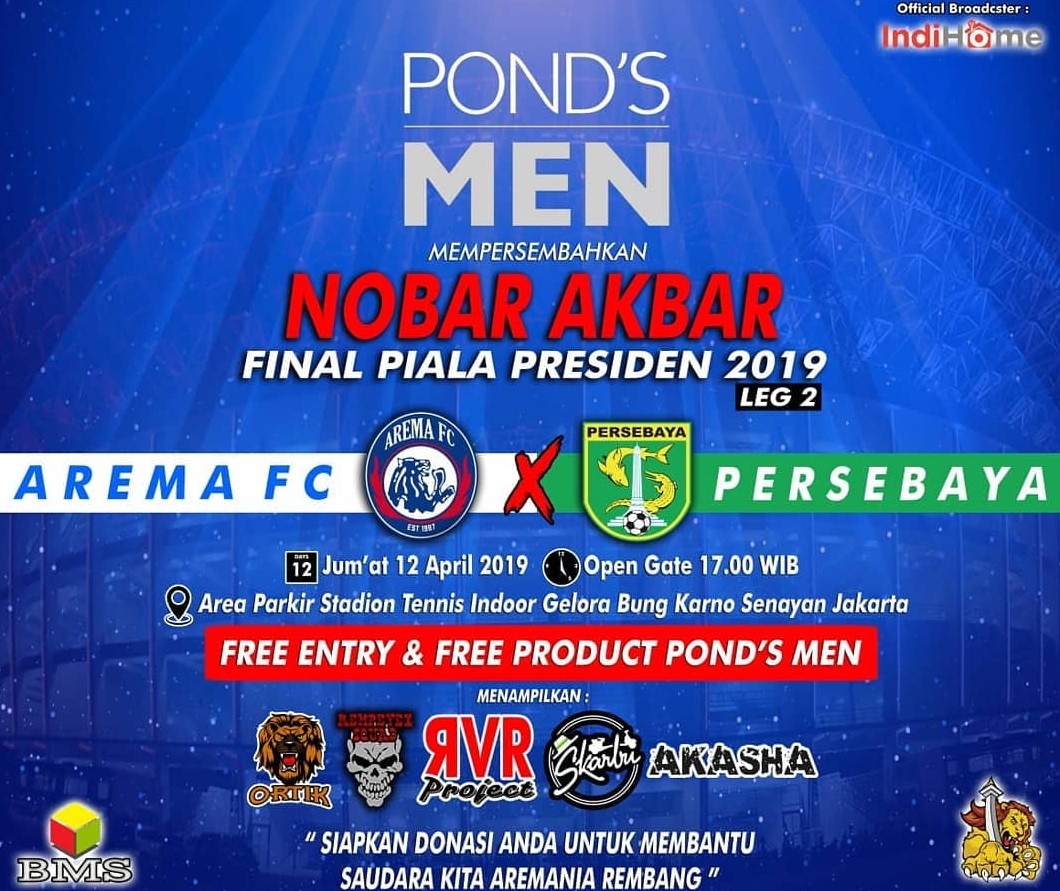 Official Broadcster :
IndiHome
POND'S
MEN
MEMPERSEMBAHKAN
NOBAR AKBAR
FINAL PIALA PRESIDEN 2019
LEG 2
AREMA FC
AREMA FC
EST 1987
X
PERSEBAYA
PERSEBAYA
DAYS
12
Jum'at 12 April 2019
Open Gate 17.00 WIB
Area Parkir Stadion Tennis Indoor Gelora Bung Karno Senayan Jakarta
FREE ENTRY & FREE PRODUCT POND'S MEN
MENAMPILKAN :
ORTIK
REMPEYEX
SQUAD
RVR
Project
Skarbu
AKASHA
BMS
" SIAPKAN DONASI ANDA UNTUK MEMBANTU
SAUDARA KITA AREMANIA REMBANG "